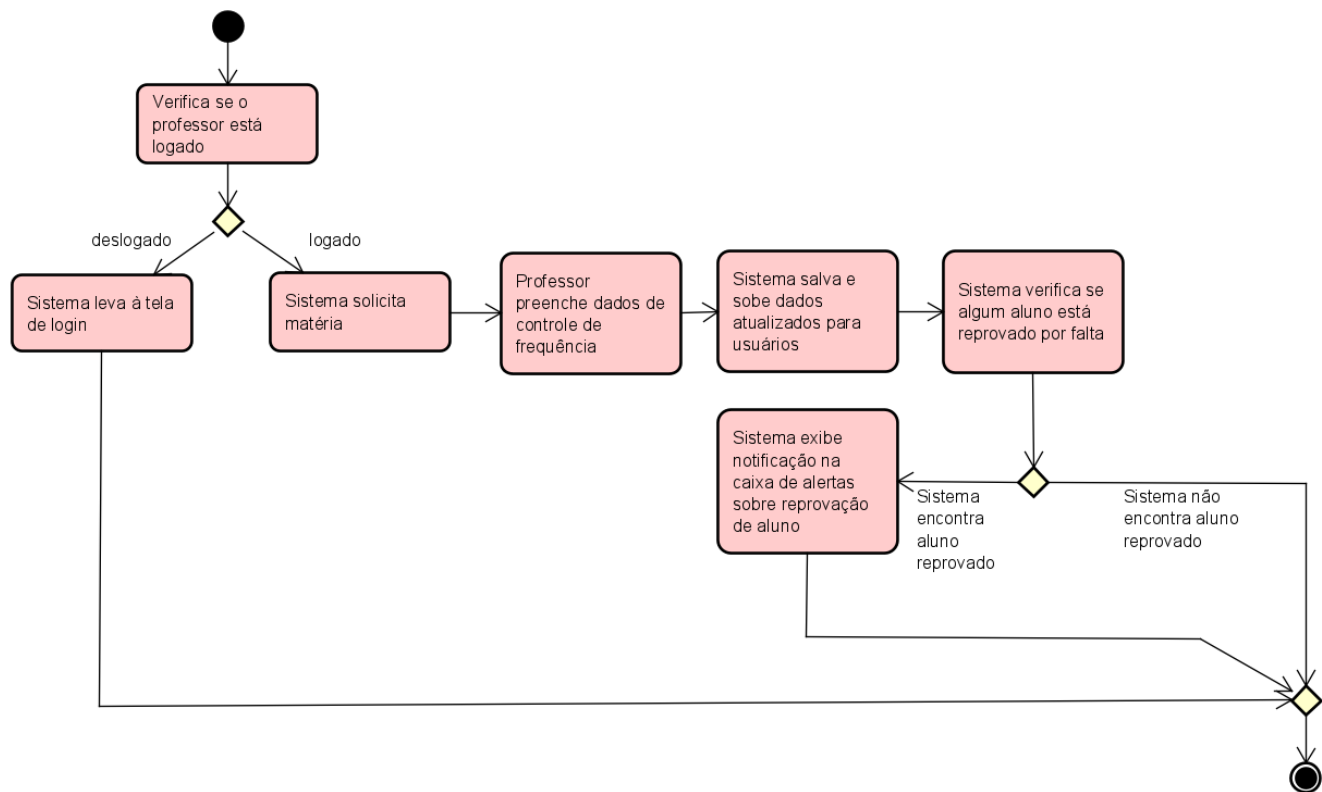 Verifica se o
professor está
logado
deslogado
logado
Sistema leva à tela
de login
Sistema solicita
matéria
Professor
preenche dados de
controle de
frequência
Sistema salva e
sobe dados
atualizados para
usuários
Sistema verifica se
algum aluno está
reprovado por falta
Sistema exibe
notificação na
caixa de alertas
sobre reprovação
de aluno
Sistema
encontra
aluno
reprovado
Sistema não
encontra aluno
reprovado